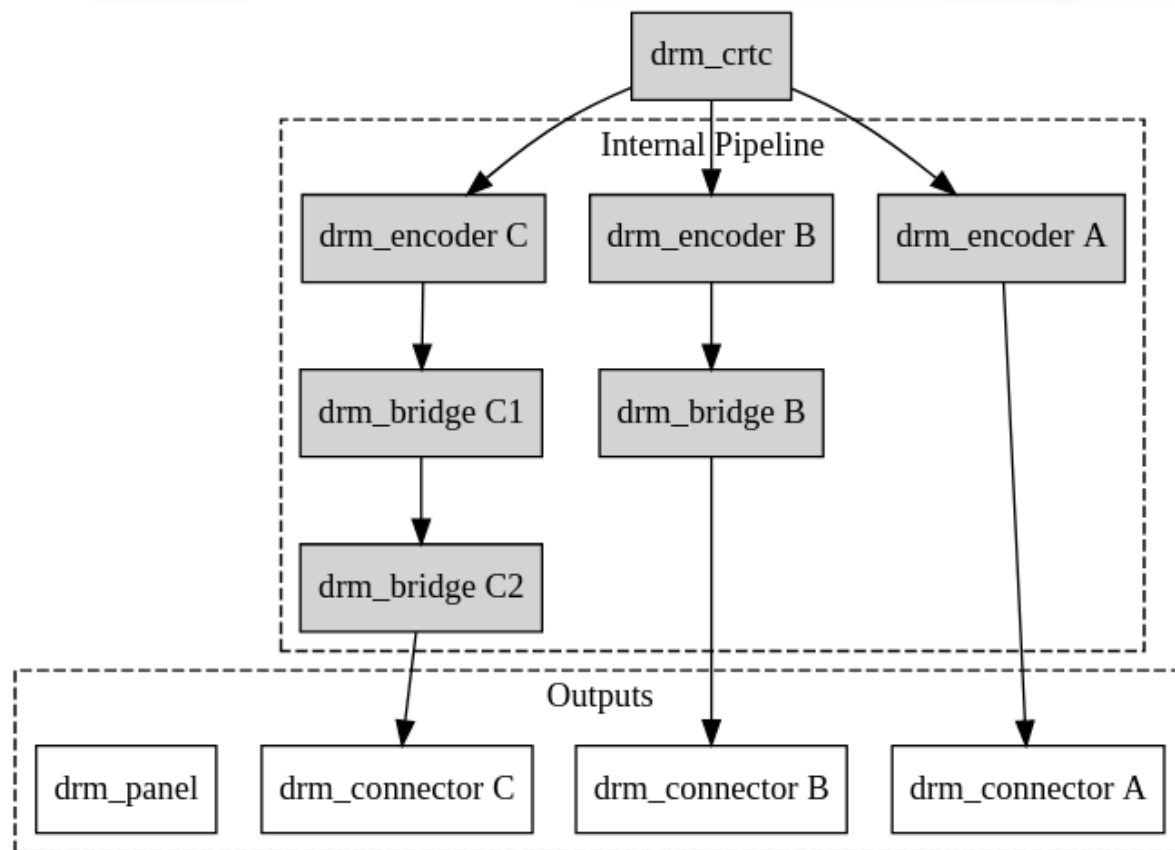 drm_crtc
Internal Pipeline
drm_encoder C
drm_encoder B
drm_encoder A
drm_bridge C1
drm_bridge B
drm_bridge C2
Outputs
drm_panel
drm_connector C
drm_connector B
drm_connector A